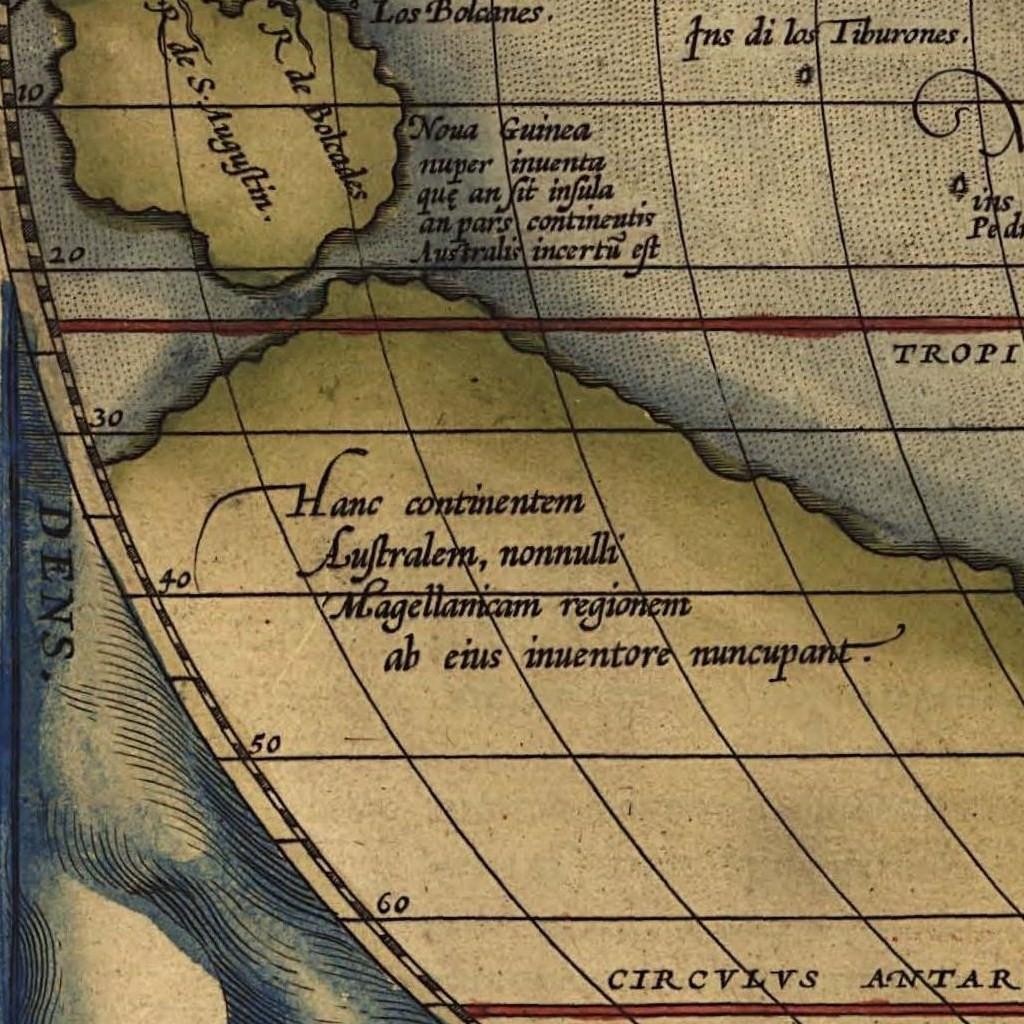 Los Bolcanes.
Ins di los Tiburones.
R de S. Augustin.
R de Bolcades
10
Noua Guinea
nuper inuenta
quę an sit insula
an pars continentis
Australis incertū est
ins
Pedr
20
TROPI
30
Hanc continentem
Australem, nonnulli
Magellanicam regionem
ab eius inuentore nuncupant.
40
DENS.
50
60
CIRCVLVS ANTAR